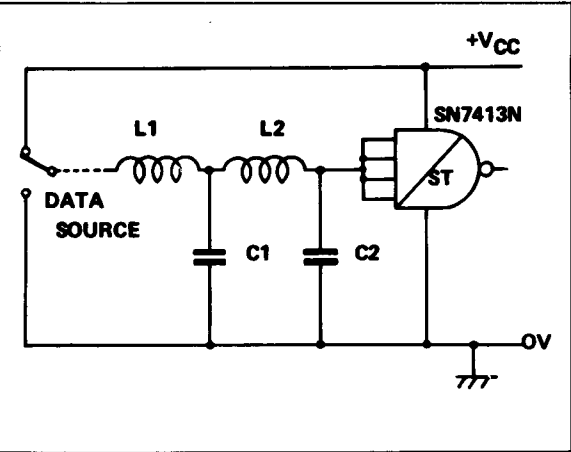 +VCC
SN7413N
L1
L2
ST
DATA
SOURCE
C1
C2
OV